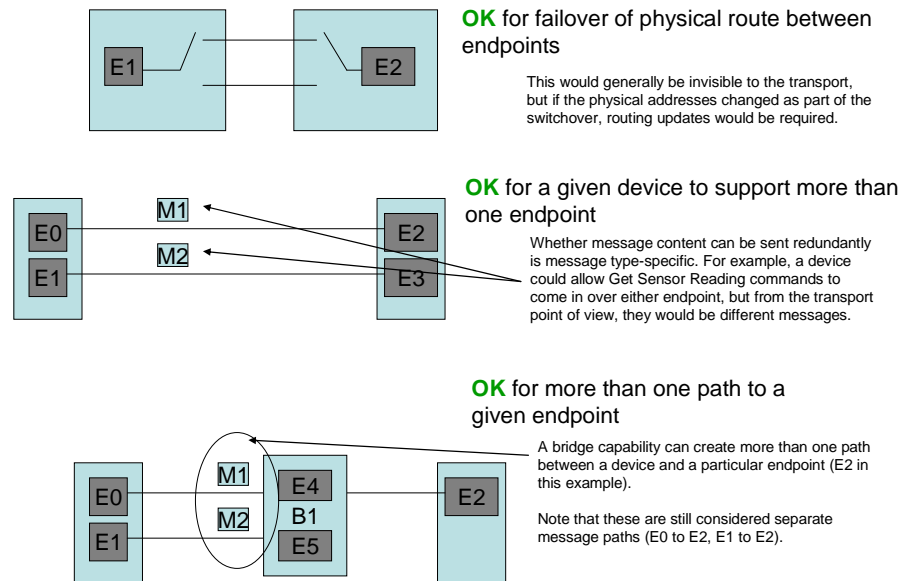 OK for failover of physical route between
endpoints
E1
E2
This would generally be invisible to the transport,
but if the physical addresses changed as part of the
switchover, routing updates would be required.
OK for a given device to support more than
one endpoint
M1
E0
E2
M2
E1
E3
Whether message content can be sent redundantly
is message type-specific. For example, a device
could allow Get Sensor Reading commands to
come in over either endpoint, but from the transport
point of view, they would be different messages.
OK for more than one path to a
given endpoint
A bridge capability can create more than one path
between a device and a particular endpoint (E2 in
this example).
Note that these are still considered separate
message paths (E0 to E2, E1 to E2).
M1
E0
E4
E2
M2
B1
E1
E5